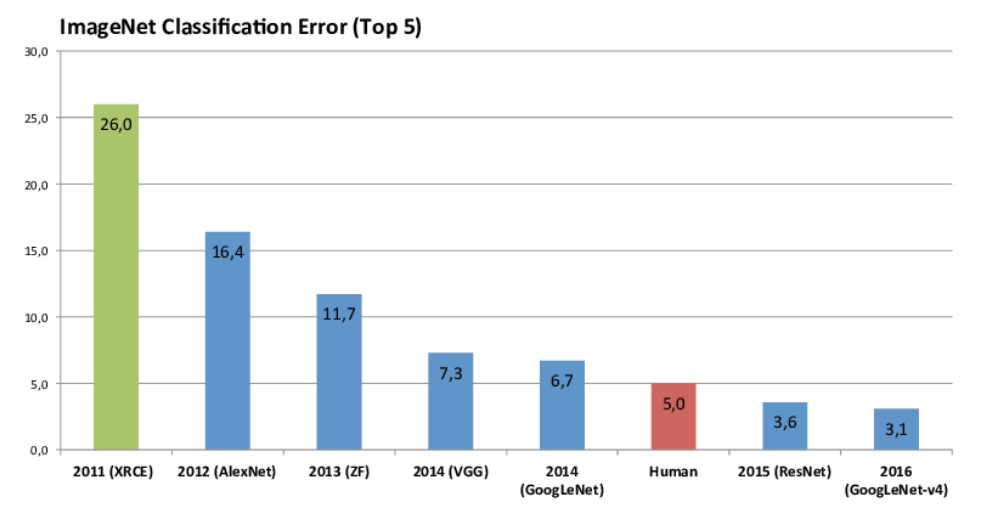 ImageNet Classification Error (Top 5)
30,0
25,0
20,0
15,0
10,0
5,0
0,0
26,0
16,4
11,7
7,3
6,7
5,0
3,6
3,1
2011 (XRCE)
2012 (AlexNet)
2013 (ZF)
2014 (VGG)
2014
(GoogLeNet)
Human
2015 (ResNet)
2016
(GoogLeNet-v4)